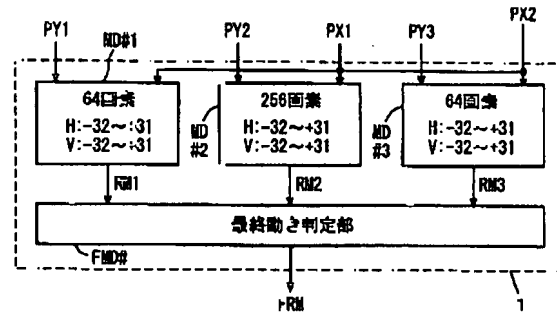 PY1
MD#1
PY2
PX1
PY3
PX2
64画素
H:-32~+31
V:-32~+31
MD
#2
256画素
H:-32~+31
V:-32~+31
MD
#3
64画素
H:-32~+31
V:-32~+31
RM1
RM2
RM3
最終動き判定部
FMD#
FRM
1